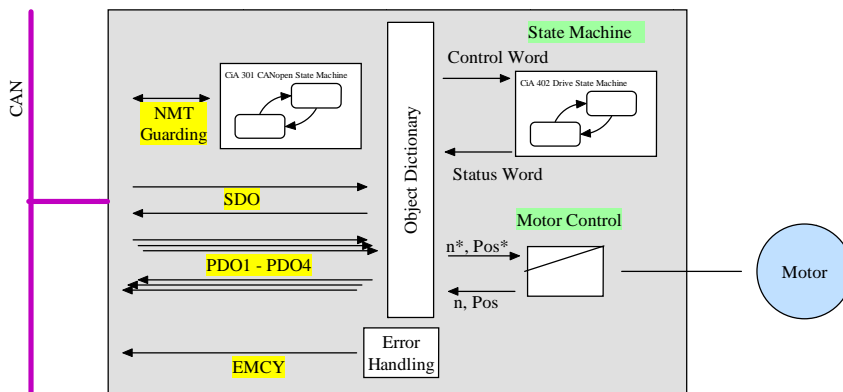 CAN
CiA 301 CANopen State Machine
NMT
Guarding
SDO
PDO1 - PDO4
EMCY
Object Dictionary
Error
Handling
State Machine
Control Word
CiA 402 Drive State Machine
Status Word
Motor Control
n*, Pos*
n, Pos
Motor